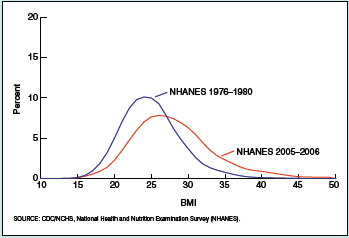 20
15
10
5
0
Percent
NHANES 1976–1980
NHANES 2005–2006
10 15 20 25 30 35 40 45 50
BMI
SOURCE: CDC/NCHS, National Health and Nutrition Examination Survey (NHANES).